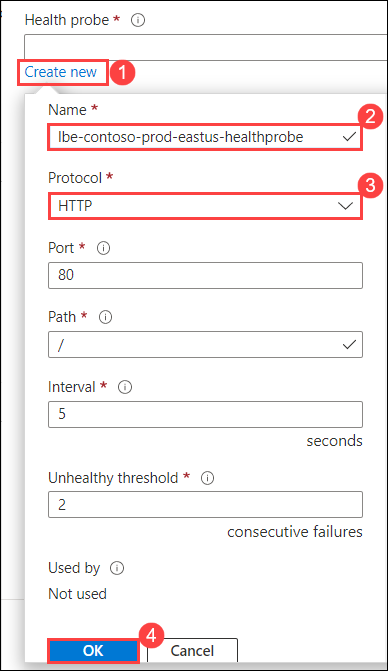 Health probe *
Create new
1
Name *
2
lbe-contoso-prod-eastus-healthprobe
Protocol *
3
HTTP
Port *
80
Path *
/
Interval *
5
seconds
Unhealthy threshold *
2
consecutive failures
Used by
Not used
4
OK Cancel